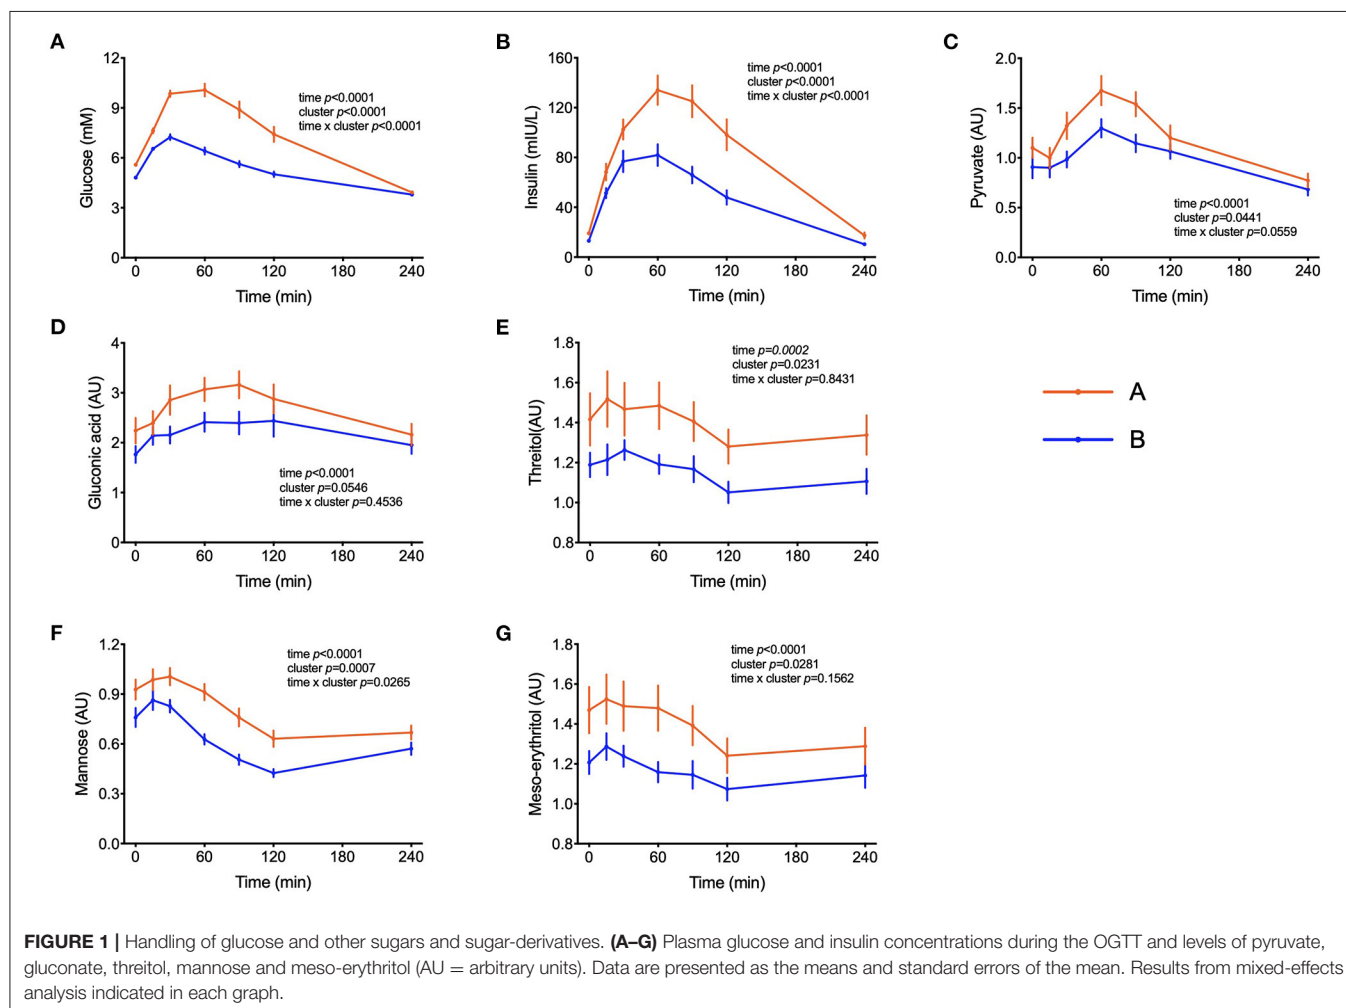 A
12
9
6
3
0
Glucose (mM)
time p<0.0001
cluster p<0.0001
time x cluster p<0.0001
0 60 120 180 240
Time (min)
B
160
120
80
40
0
Insulin (mIU/L)
time p<0.0001
cluster p<0.0001
time x cluster p<0.0001
0 60 120 180 240
Time (min)
C
2.0
1.5
1.0
0.5
0.0
Pyruvate (AU)
time p<0.0001
cluster p=0.0441
time x cluster p=0.0559
0 60 120 180 240
Time (min)
D
4
3
2
1
0
Gluconic acid (AU)
time p<0.0001
cluster p=0.0546
time x cluster p=0.4536
0 60 120 180 240
Time (min)
E
1.8
1.6
1.4
1.2
1.0
0.8
Threitol(AU)
time p=0.0002
cluster p=0.0231
time x cluster p=0.8431
0 60 120 180 240
Time (min)
A
B
F
1.2
0.9
0.6
0.3
0.0
Mannose (AU)
time p<0.0001
cluster p=0.0007
time x cluster p=0.0265
0 60 120 180 240
Time (min)
G
1.8
1.6
1.4
1.2
1.0
0.8
Meso-erythritol (AU)
time p<0.0001
cluster p=0.0281
time x cluster p=0.1562
0 60 120 180 240
Time (min)
FIGURE 1 | Handling of glucose and other sugars and sugar-derivatives. (A–G) Plasma glucose and insulin concentrations during the OGTT and levels of pyruvate,
gluconate, threitol, mannose and meso-erythritol (AU = arbitrary units). Data are presented as the means and standard errors of the mean. Results from mixed-effects
analysis indicated in each graph.